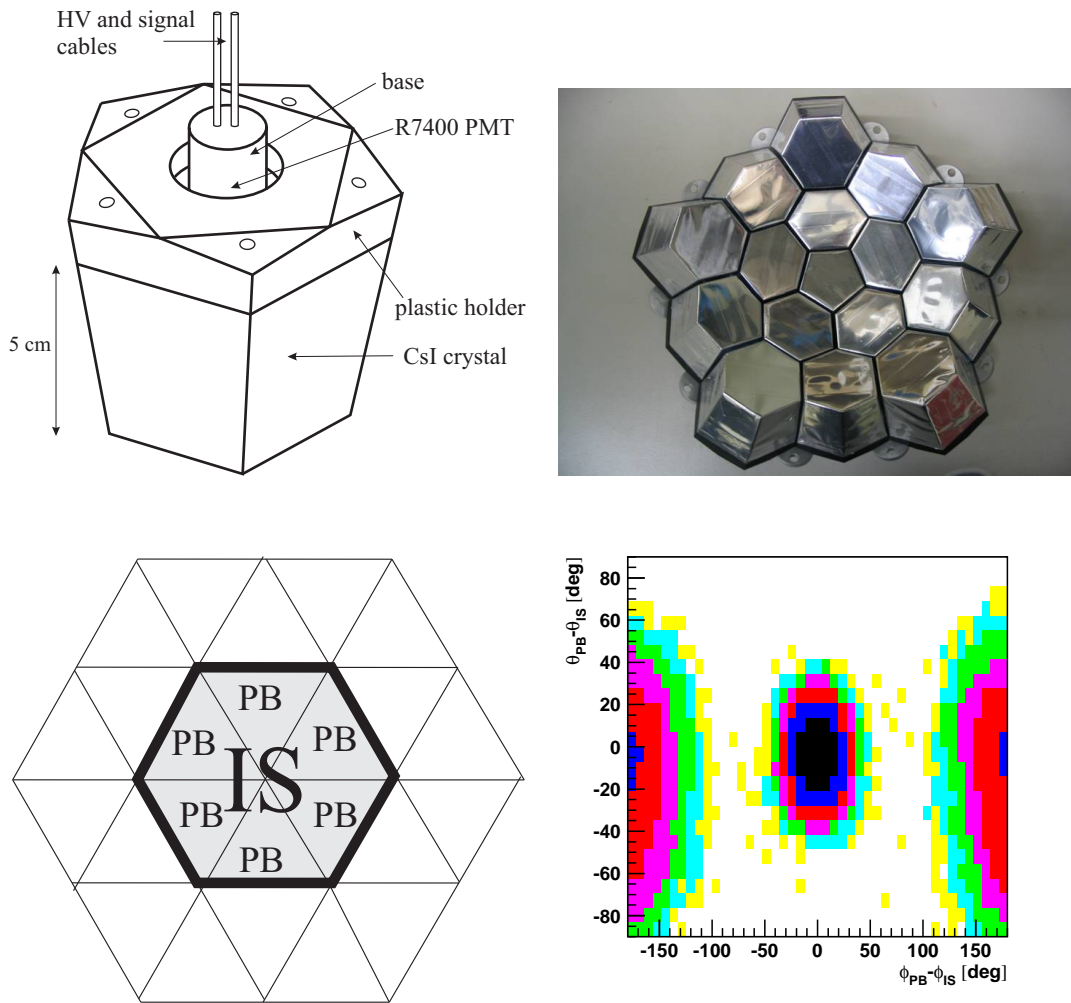 HV and signal
cables
base
R7400 PMT
plastic holder
5 cm
CsI crystal
PB
PB
PB
IS
PB
PB
PB
θPB-θIS [deg]
80
60
40
20
0
-20
-40
-60
-80
-150
-100
-50
0
50
100
150
ϕPB-ϕIS [deg]